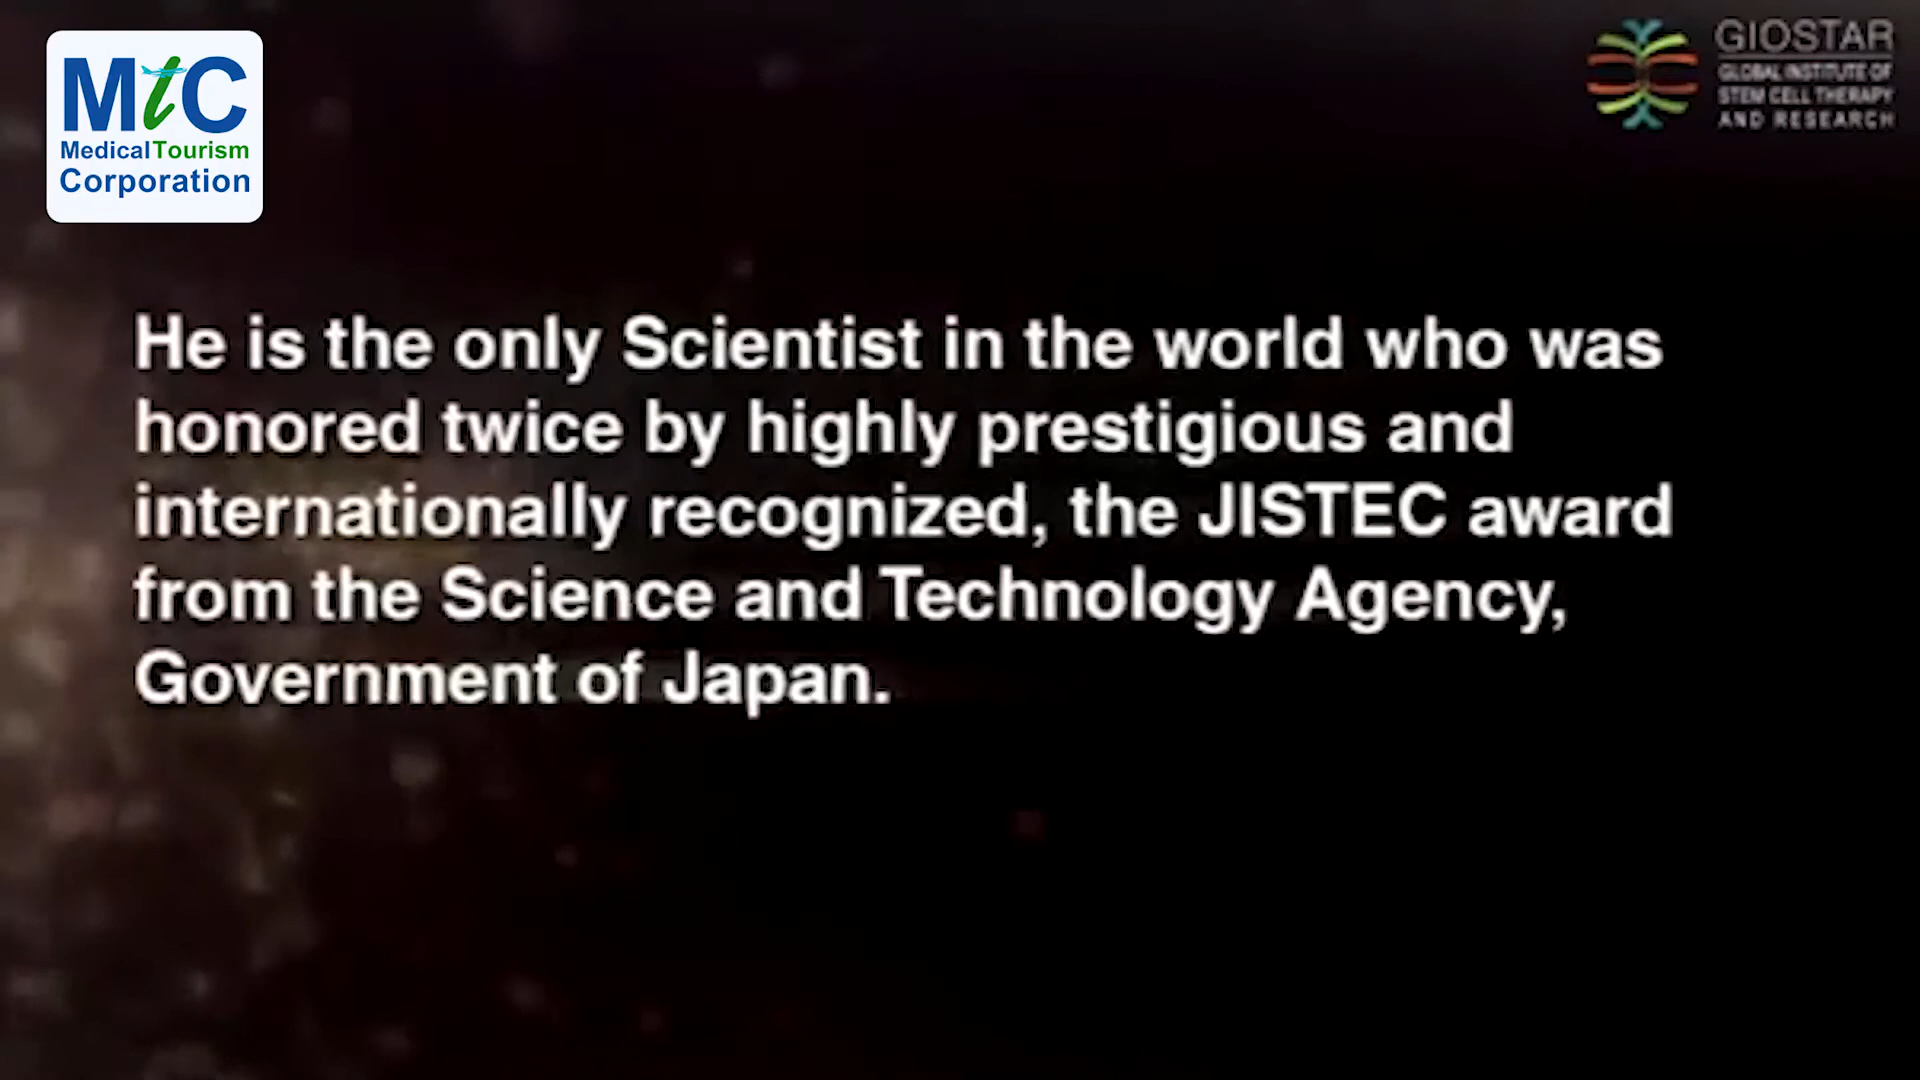 MtC
MedicalTourism
Corporation
GIOSTAR
GLOBAL INSTITUTE OF
STEM CELL THERAPY
AND RESEARCH
He is the only Scientist in the world who was
honored twice by highly prestigious and
internationally recognized, the JISTEC award
from the Science and Technology Agency,
Government of Japan.